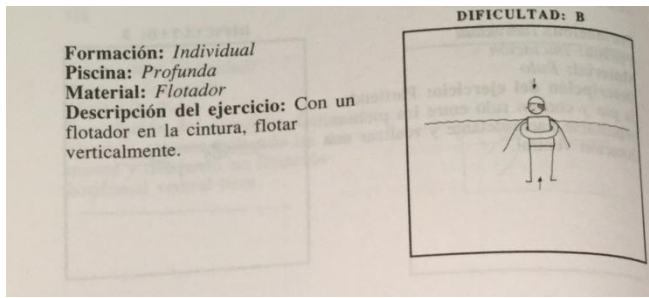 DIFICULTAD: B
Formación: Individual
Piscina: Profunda
Material: Flotador
Descripción del ejercicio: Con un
flotador en la cintura, flotar
verticalmente.